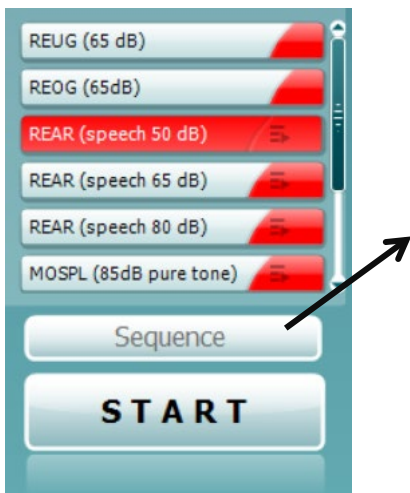 REUG (65 dB)
REOG (65dB)
REAR (speech 50 dB)
REAR (speech 65 dB)
REAR (speech 80 dB)
MOSPL (85dB pure tone)
Sequence
START